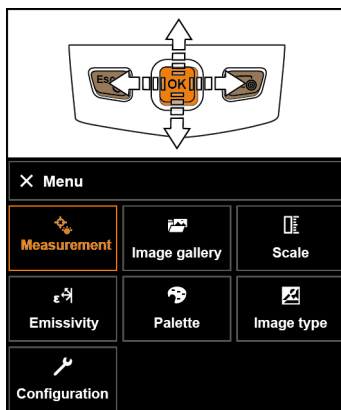 Esc
OK
× Menu
Measurement
Image gallery
Scale
ε
Emissivity
Palette
Image type
Configuration